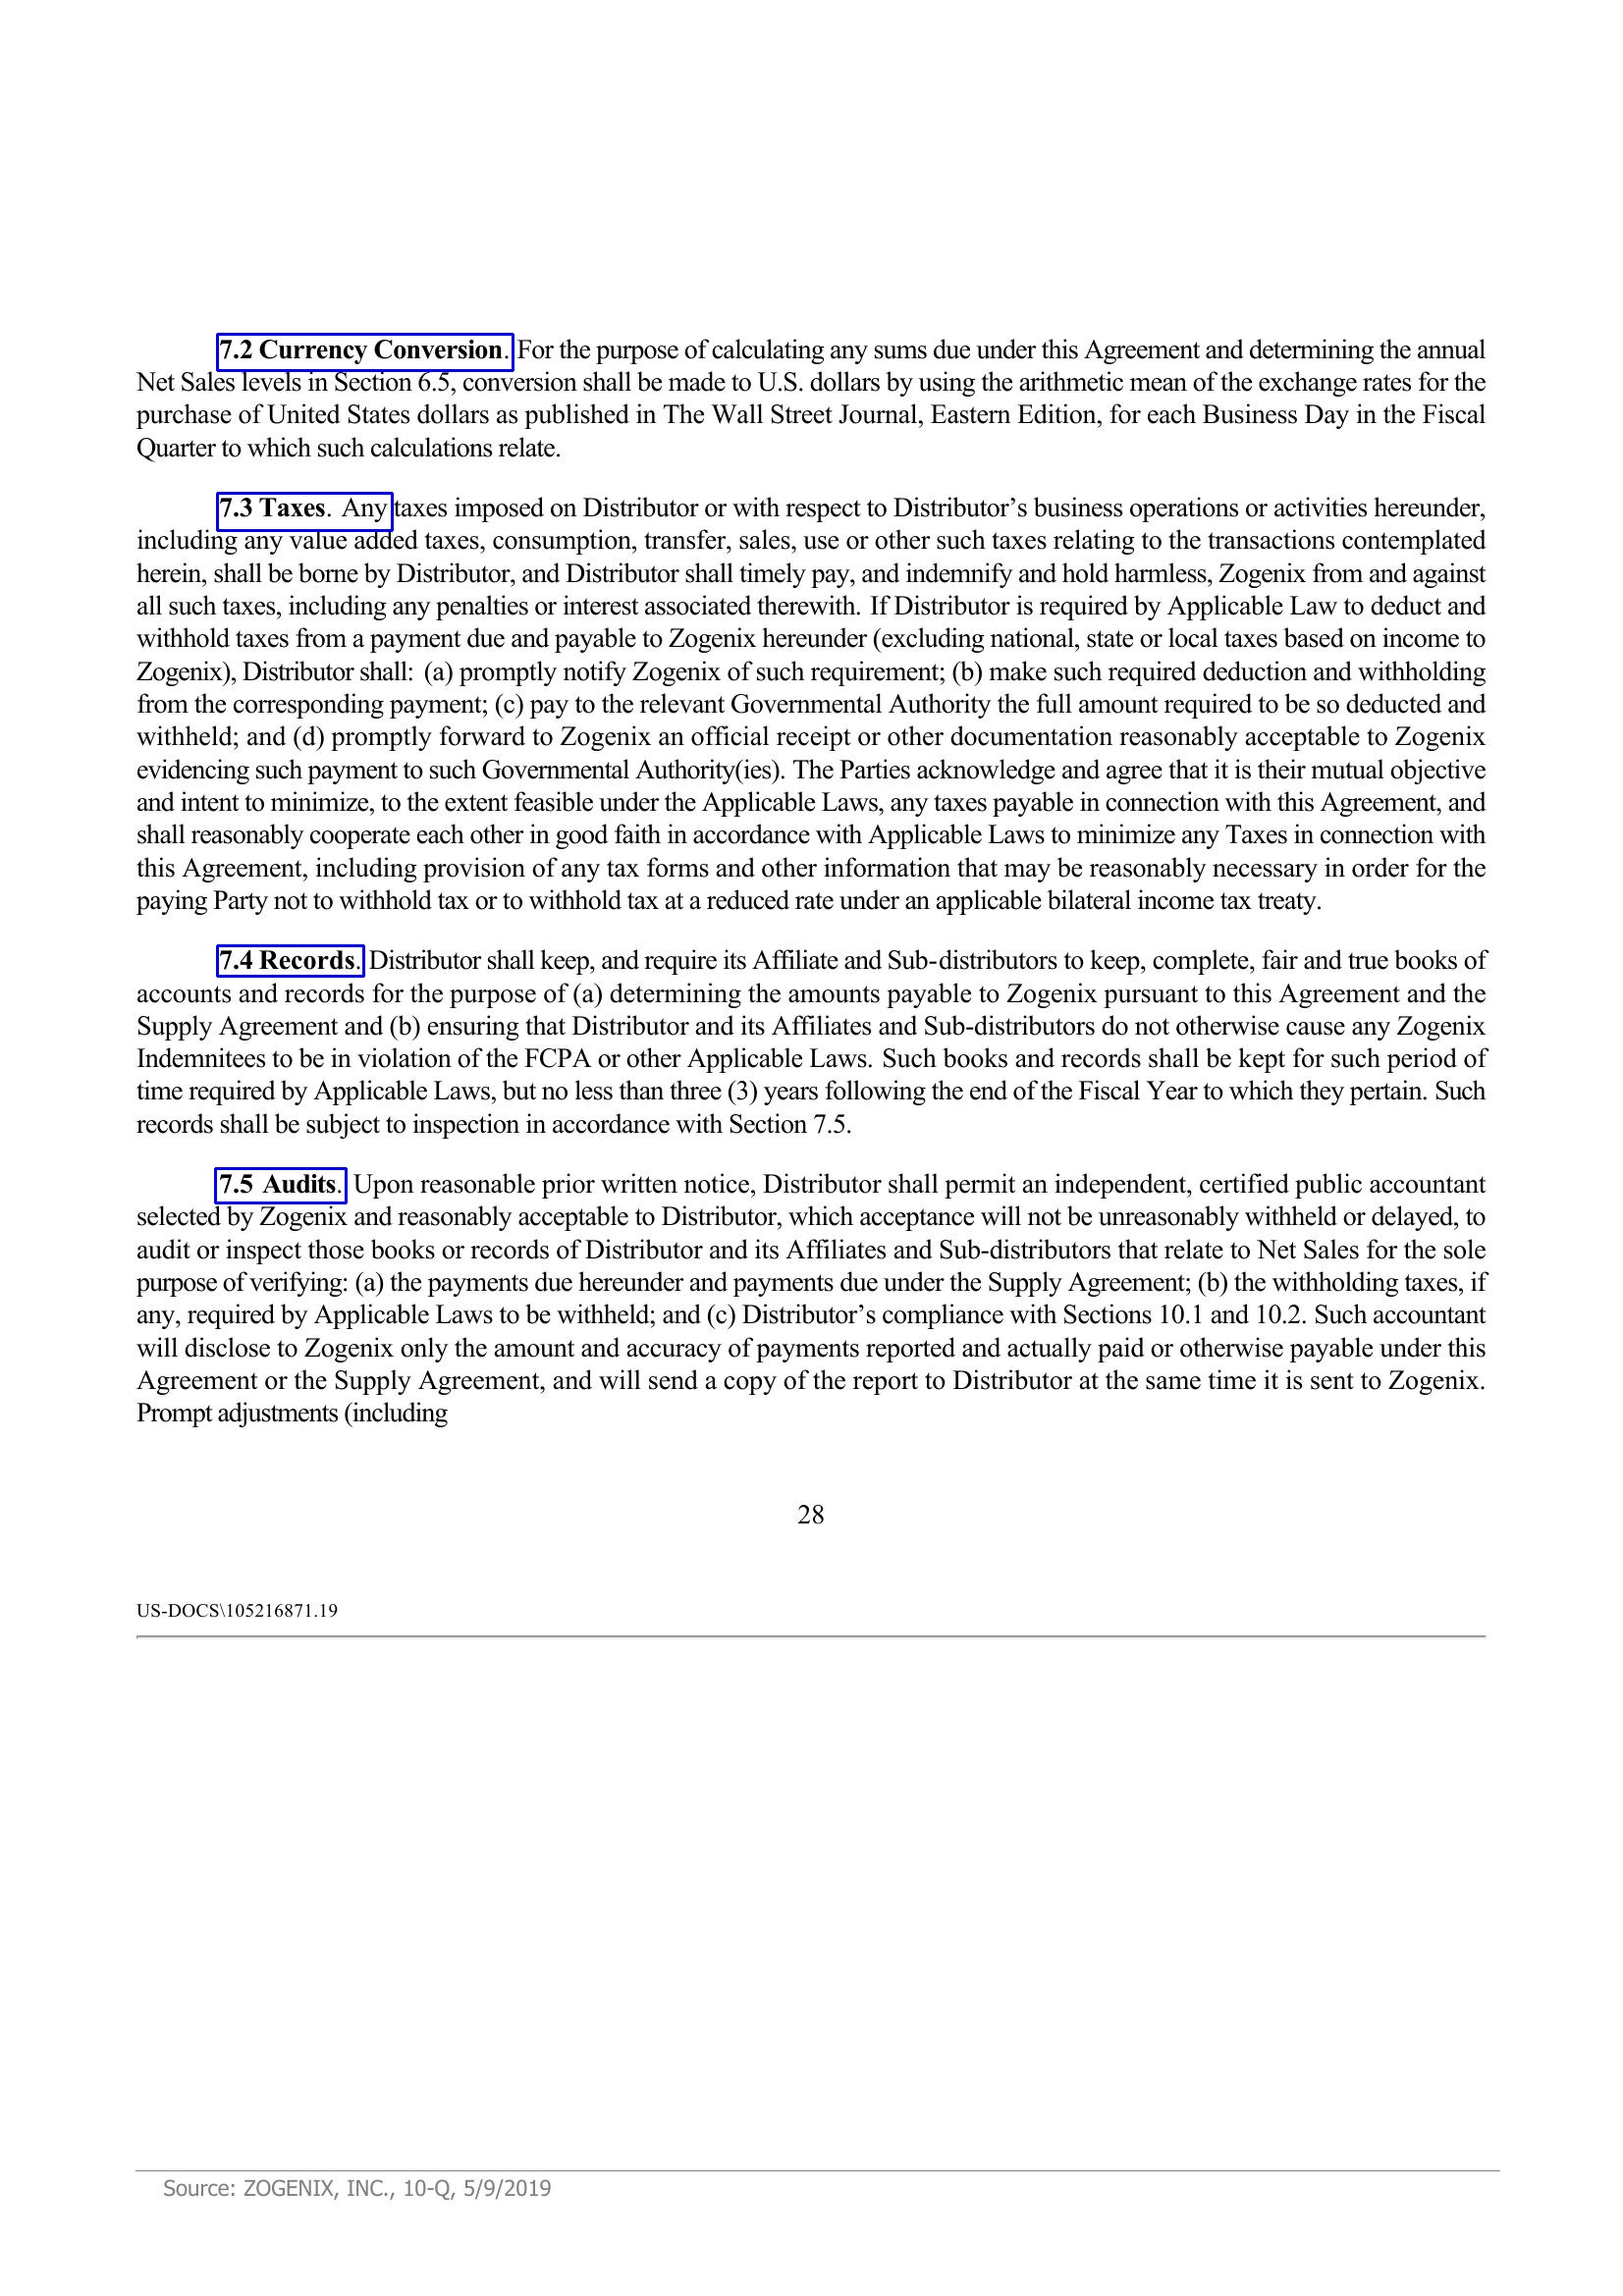 7.2 Currency Conversion. For the purpose of calculating any sums due under this Agreement and determining the annual
Net Sales levels in Section 6.5, conversion shall be made to U.S. dollars by using the arithmetic mean of the exchange rates for the
purchase of United States dollars as published in The Wall Street Journal, Eastern Edition, for each Business Day in the Fiscal
Quarter to which such calculations relate.
7.3 Taxes. Any taxes imposed on Distributor or with respect to Distributor’s business operations or activities hereunder,
including any value added taxes, consumption, transfer, sales, use or other such taxes relating to the transactions contemplated
herein, shall be borne by Distributor, and Distributor shall timely pay, and indemnify and hold harmless, Zogenix from and against
all such taxes, including any penalties or interest associated therewith. If Distributor is required by Applicable Law to deduct and
withhold taxes from a payment due and payable to Zogenix hereunder (excluding national, state or local taxes based on income to
Zogenix), Distributor shall: (a) promptly notify Zogenix of such requirement; (b) make such required deduction and withholding
from the corresponding payment; (c) pay to the relevant Governmental Authority the full amount required to be so deducted and
withheld; and (d) promptly forward to Zogenix an official receipt or other documentation reasonably acceptable to Zogenix
evidencing such payment to such Governmental Authority(ies). The Parties acknowledge and agree that it is their mutual objective
and intent to minimize, to the extent feasible under the Applicable Laws, any taxes payable in connection with this Agreement, and
shall reasonably cooperate each other in good faith in accordance with Applicable Laws to minimize any Taxes in connection with
this Agreement, including provision of any tax forms and other information that may be reasonably necessary in order for the
paying Party not to withhold tax or to withhold tax at a reduced rate under an applicable bilateral income tax treaty.
7.4 Records. Distributor shall keep, and require its Affiliate and Sub-distributors to keep, complete, fair and true books of
accounts and records for the purpose of (a) determining the amounts payable to Zogenix pursuant to this Agreement and the
Supply Agreement and (b) ensuring that Distributor and its Affiliates and Sub-distributors do not otherwise cause any Zogenix
Indemnitees to be in violation of the FCPA or other Applicable Laws. Such books and records shall be kept for such period of
time required by Applicable Laws, but no less than three (3) years following the end of the Fiscal Year to which they pertain. Such
records shall be subject to inspection in accordance with Section 7.5.
7.5 Audits. Upon reasonable prior written notice, Distributor shall permit an independent, certified public accountant
selected by Zogenix and reasonably acceptable to Distributor, which acceptance will not be unreasonably withheld or delayed, to
audit or inspect those books or records of Distributor and its Affiliates and Sub-distributors that relate to Net Sales for the sole
purpose of verifying: (a) the payments due hereunder and payments due under the Supply Agreement; (b) the withholding taxes, if
any, required by Applicable Laws to be withheld; and (c) Distributor’s compliance with Sections 10.1 and 10.2. Such accountant
will disclose to Zogenix only the amount and accuracy of payments reported and actually paid or otherwise payable under this
Agreement or the Supply Agreement, and will send a copy of the report to Distributor at the same time it is sent to Zogenix.
Prompt adjustments (including
28
US-DOCS\105216871.19
Source: ZOGENIX, INC., 10-Q, 5/9/2019